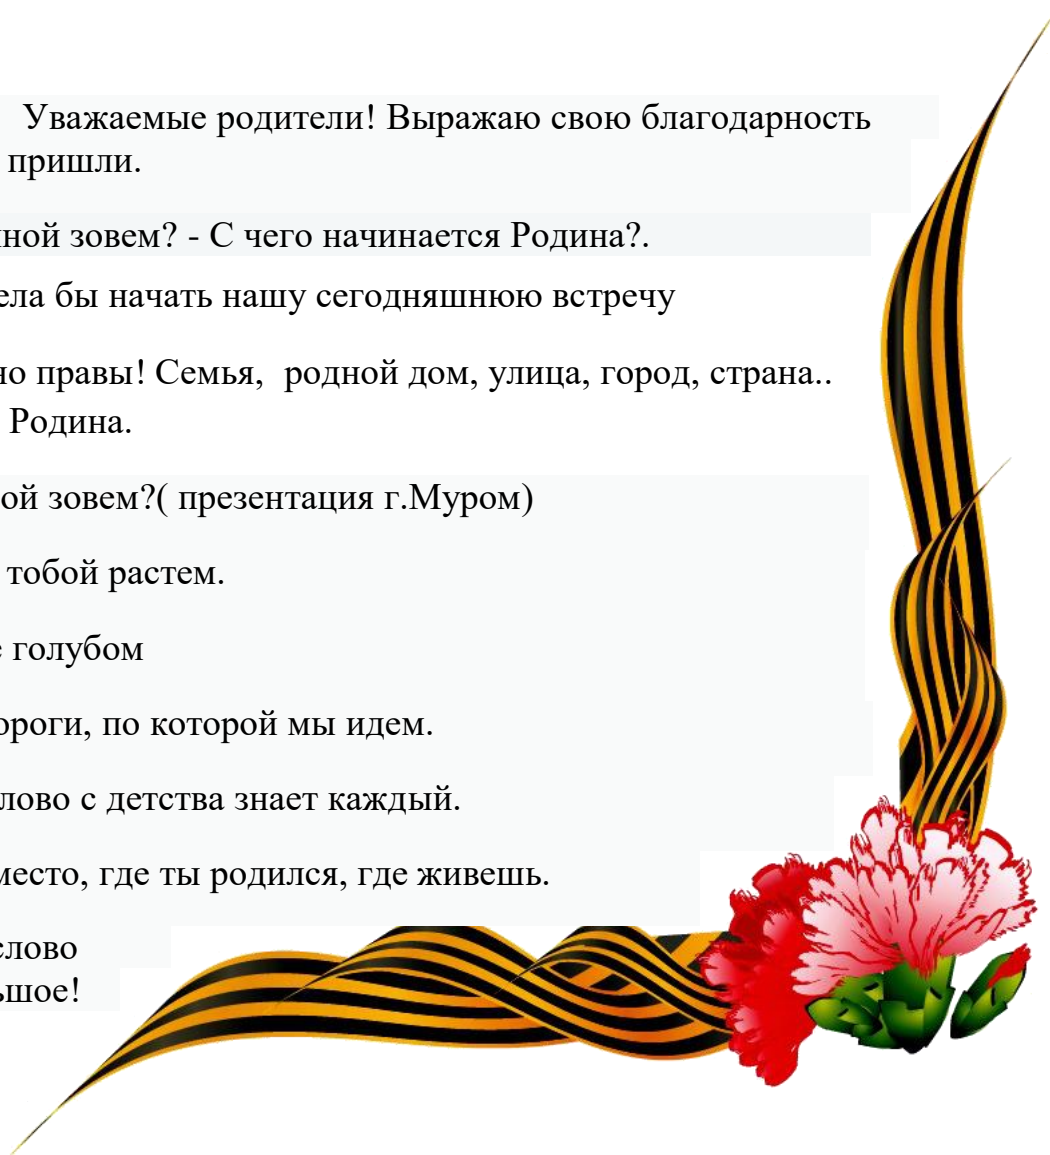 Уважаемые родители! Выражаю свою благодарность
пришли.
ной зовем? - С чего начинается Родина?.
ела бы начать нашу сегодняшнюю встречу
но правы! Семья, родной дом, улица, город, страна..
Родина.
ой зовем?( презентация г.Муром)
тобой растем.
е голубом
ороги, по которой мы идем.
лово с детства знает каждый.
место, где ты родился, где живешь.
слово
ьшое!